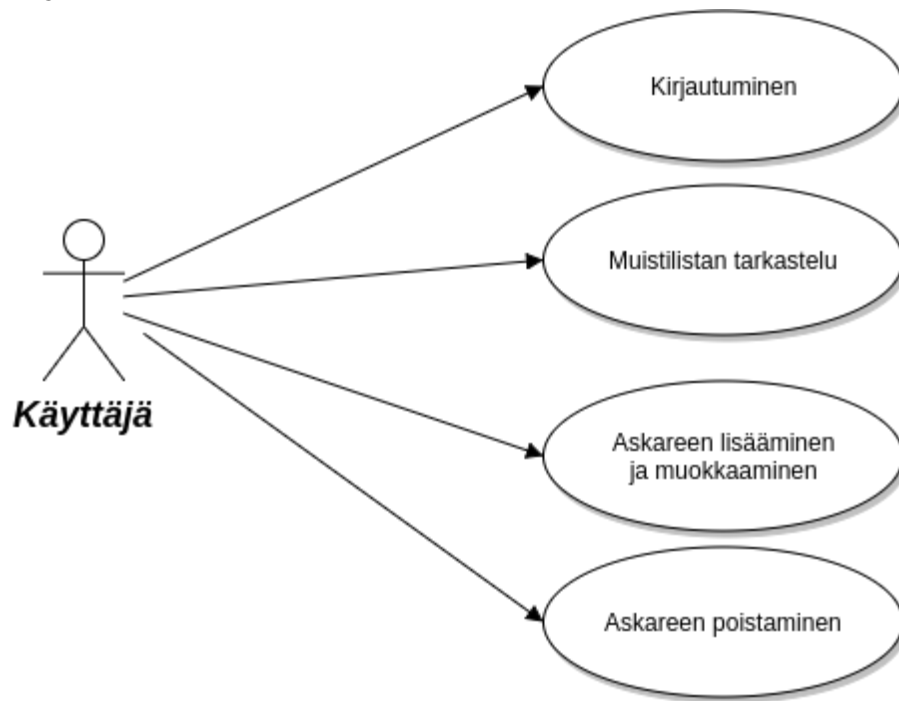 Kirjautuminen
Muistilistan tarkastelu
Käyttäjä
Askareen lisääminen
ja muokkaaminen
Askareen poistaminen